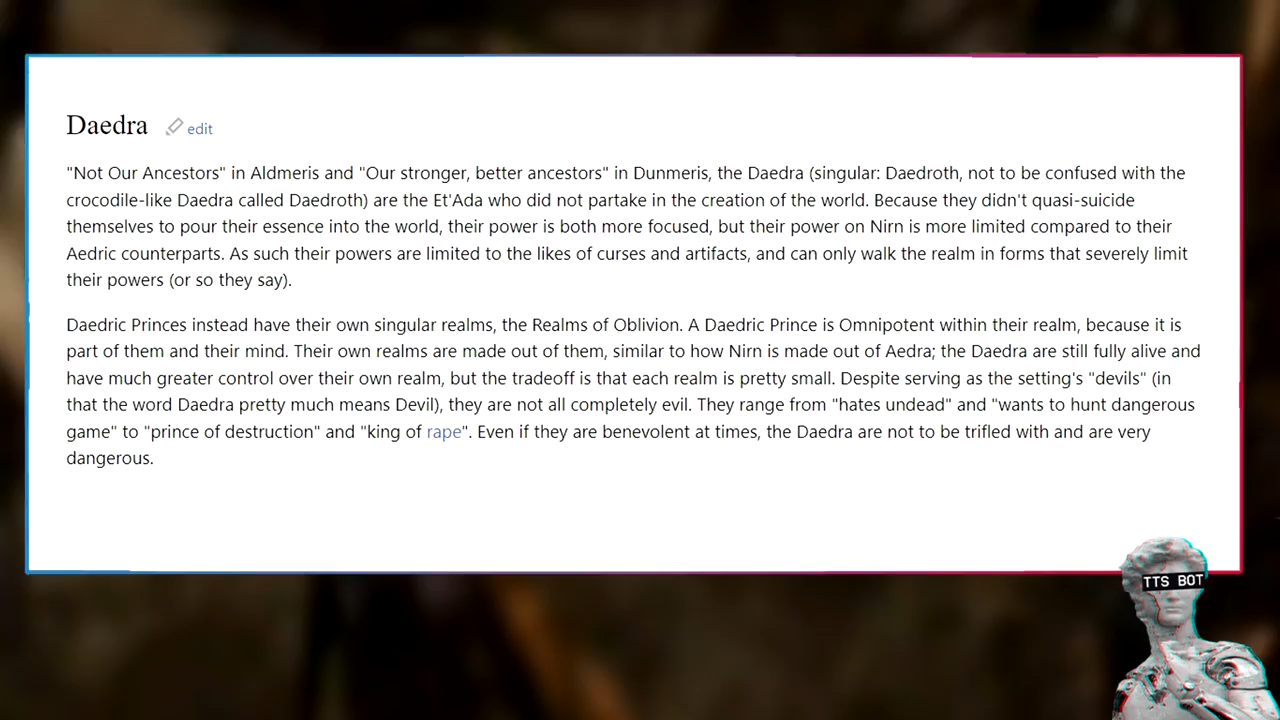 Daedra edit
"Not Our Ancestors" in Aldmeris and "Our stronger, better ancestors" in Dunmeris, the Daedra (singular: Daedroth, not to be confused with the
crocodile-like Daedra called Daedroth) are the Et'Ada who did not partake in the creation of the world. Because they didn't quasi-suicide
themselves to pour their essence into the world, their power is both more focused, but their power on Nirn is more limited compared to their
Aedric counterparts. As such their powers are limited to the likes of curses and artifacts, and can only walk the realm in forms that severely limit
their powers (or so they say).
Daedric Princes instead have their own singular realms, the Realms of Oblivion. A Daedric Prince is Omnipotent within their realm, because it is
part of them and their mind. Their own realms are made out of them, similar to how Nirn is made out of Aedra; the Daedra are still fully alive and
have much greater control over their own realm, but the tradeoff is that each realm is pretty small. Despite serving as the setting's "devils" (in
that the word Daedra pretty much means Devil), they are not all completely evil. They range from "hates undead" and "wants to hunt dangerous
game" to "prince of destruction" and "king of rape". Even if they are benevolent at times, the Daedra are not to be trifled with and are very
dangerous.
TTS BOT